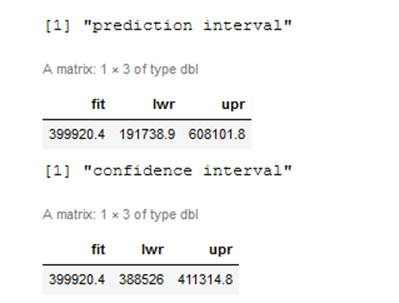 [1] "prediction interval"
A matrix: 1 × 3 of type dbl
fit lwr upr
399920.4 191738.9 608101.8
[1] "confidence interval"
A matrix: 1 × 3 of type dbl
fit lwr upr
399920.4 388526 411314.8